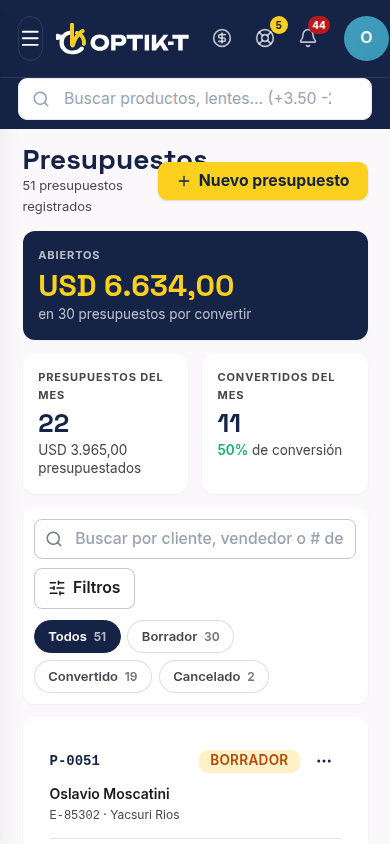 OPTIK-T
5
44
O
Buscar productos, lentes... (+3.50 -2
Presupuestos
51 presupuestos
registrados
+ Nuevo presupuesto
ABIERTOS
USD 6.634,00
en 30 presupuestos por convertir
PRESUPUESTOS DEL
MES
22
USD 3.965,00
presupuestados
CONVERTIDOS DEL
MES
11
50% de conversión
Buscar por cliente, vendedor o # de
Filtros
Todos 51
Borrador 30
Convertido 19
Cancelado 2
P-0051
BORRADOR
Oslavio Moscatini
E-85302 · Yacsuri Rios